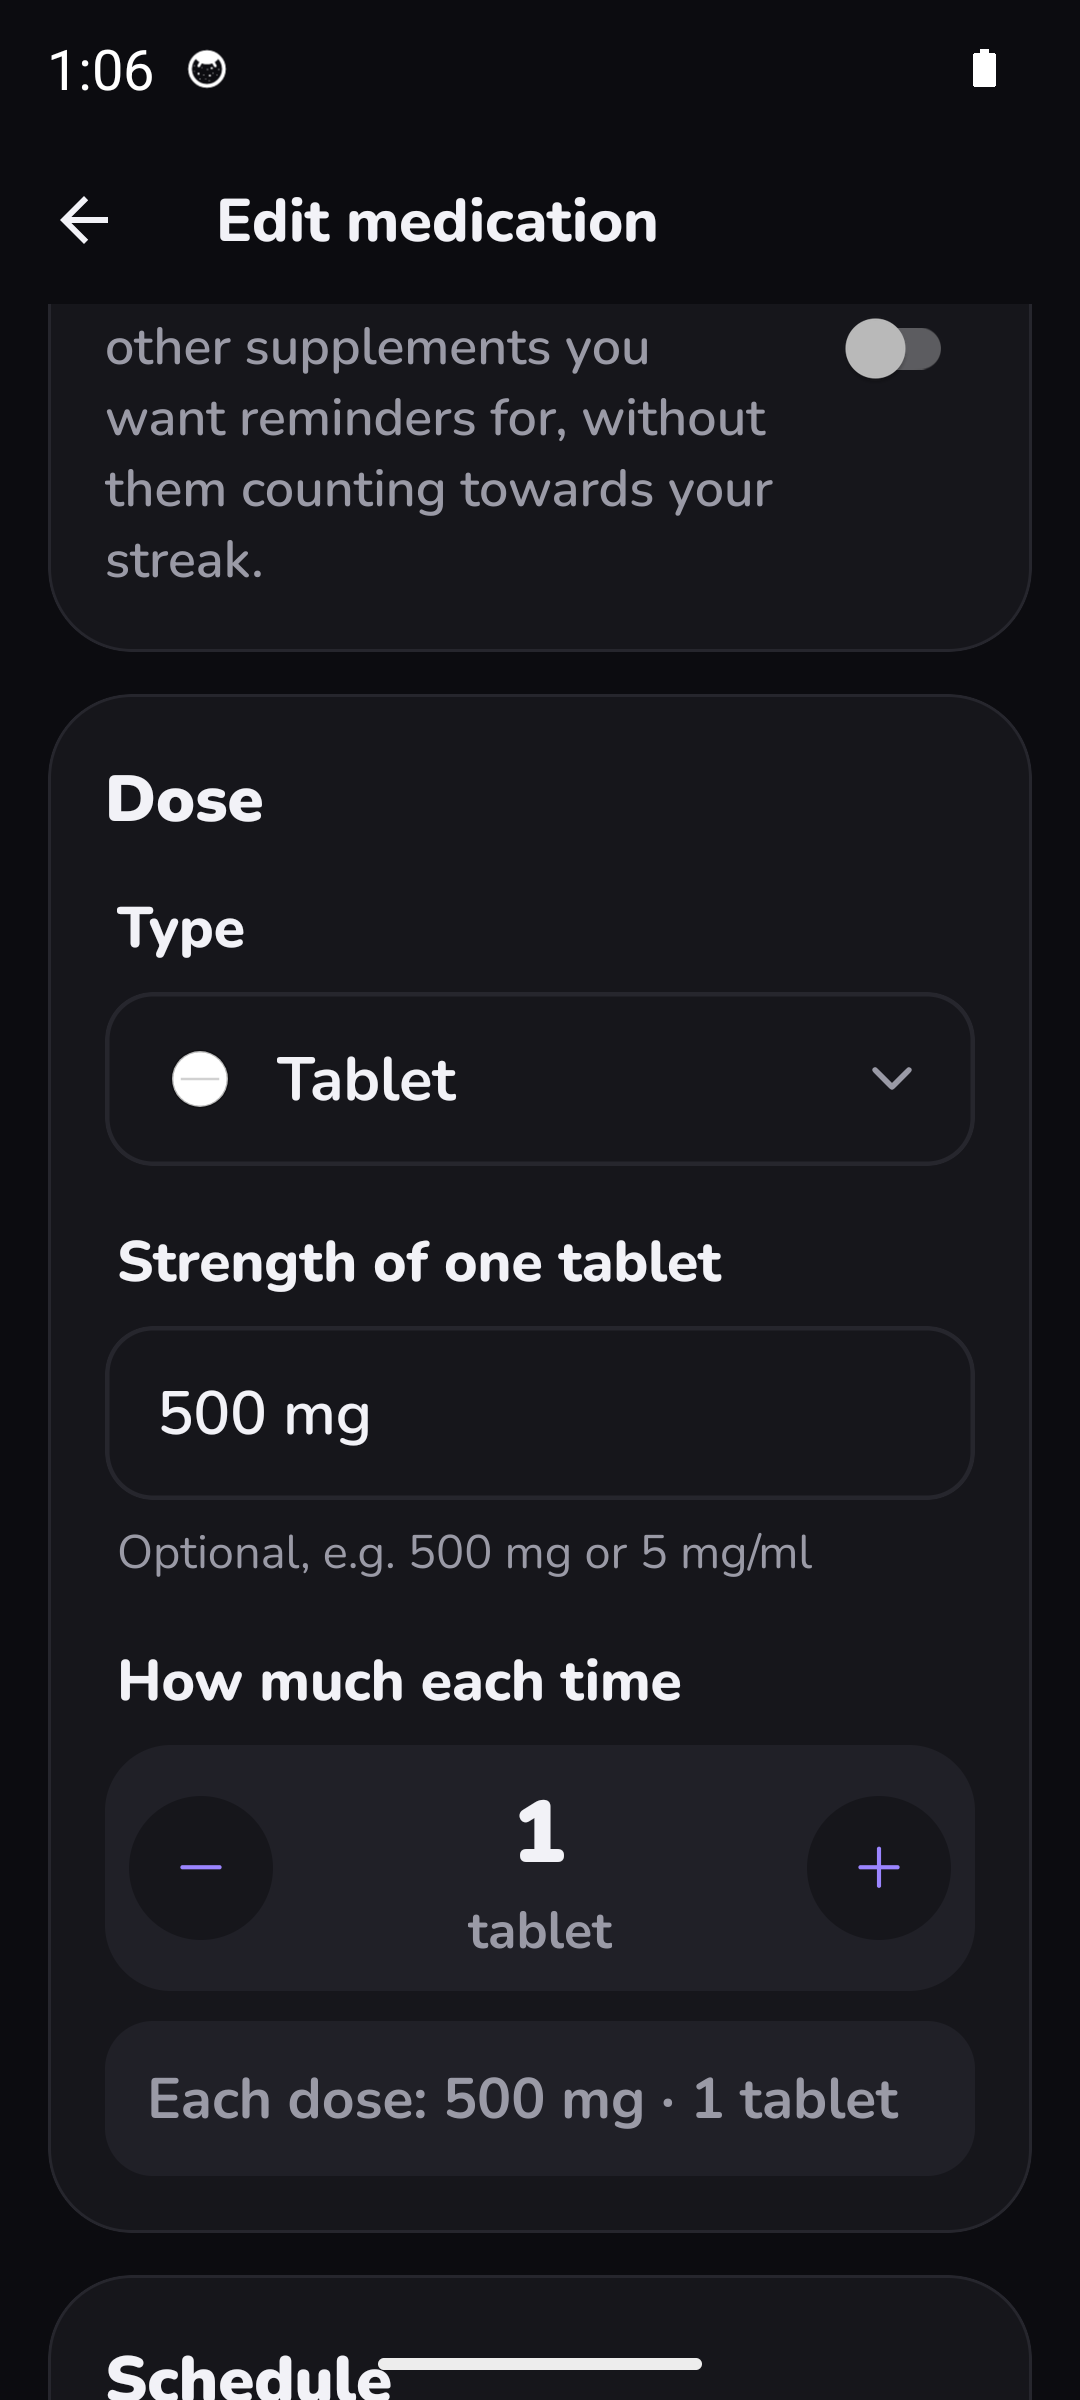 1:06
Edit medication
other supplements you
want reminders for, without
them counting towards your
streak.
Dose
Type
Tablet
Strength of one tablet
500 mg
Optional, e.g. 500 mg or 5 mg/ml
How much each time
1
tablet
Each dose: 500 mg · 1 tablet
Schedule